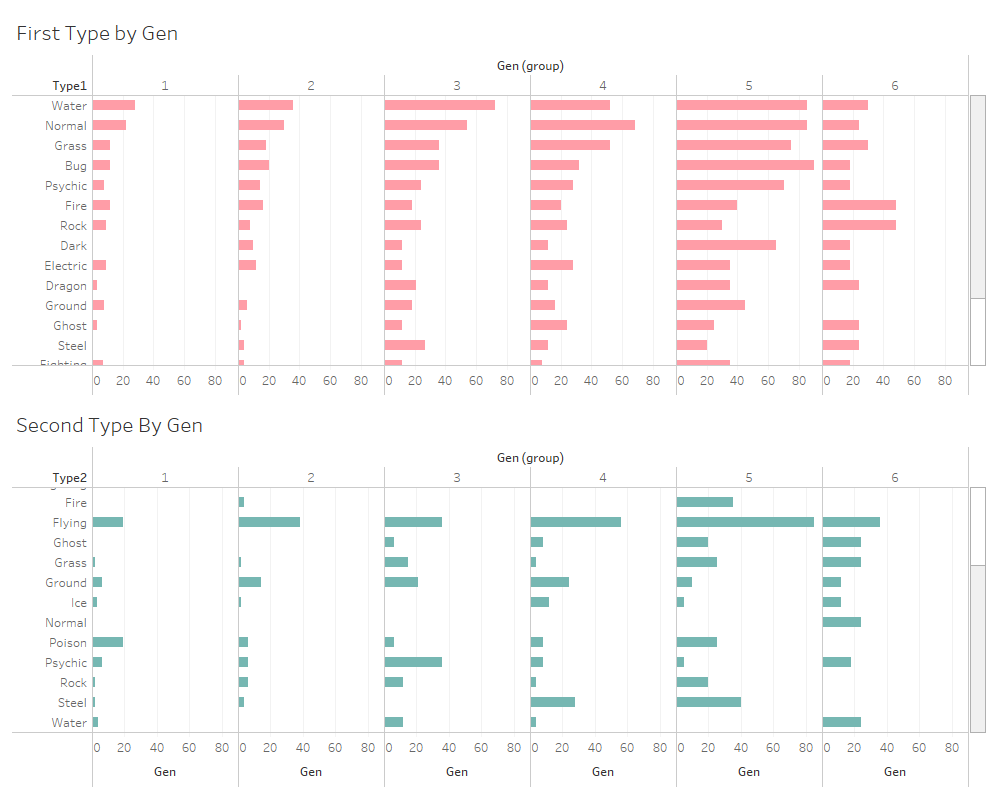 First Type by Gen
Gen (group)
Type1 1 2 3 4 5 6
Water
Normal
Grass
Bug
Psychic
Fire
Rock
Dark
Electric
Dragon
Ground
Ghost
Steel
Fighting
0 20 40 60 80 0 20 40 60 80 0 20 40 60 80 0 20 40 60 80 0 20 40 60 80 0 20 40 60 80
Second Type By Gen
Gen (group)
Type2 1 2 3 4 5 6
Fire
Flying
Ghost
Grass
Ground
Ice
Normal
Poison
Psychic
Rock
Steel
Water
0 20 40 60 80 0 20 40 60 80 0 20 40 60 80 0 20 40 60 80 0 20 40 60 80 0 20 40 60 80
Gen Gen Gen Gen Gen Gen